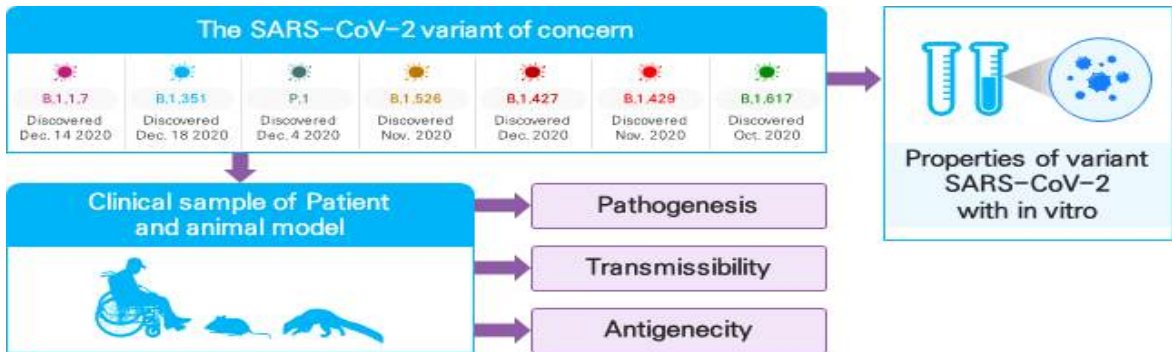 The SARS-CoV-2 variant of concern
B.1.1.7 B.1.351 P.1 B.1.526 B.1.427 B.1.429 B.1.617
Discovered Discovered Discovered Discovered Discovered Discovered Discovered
Dec. 14 2020 Dec. 18 2020 Dec. 4 2020 Nov. 2020 Dec. 2020 Nov. 2020 Oct. 2020
Properties of variant
SARS-CoV-2
with in vitro
Clinical sample of Patient
and animal model
Pathogenesis
Transmissibility
Antigenecity